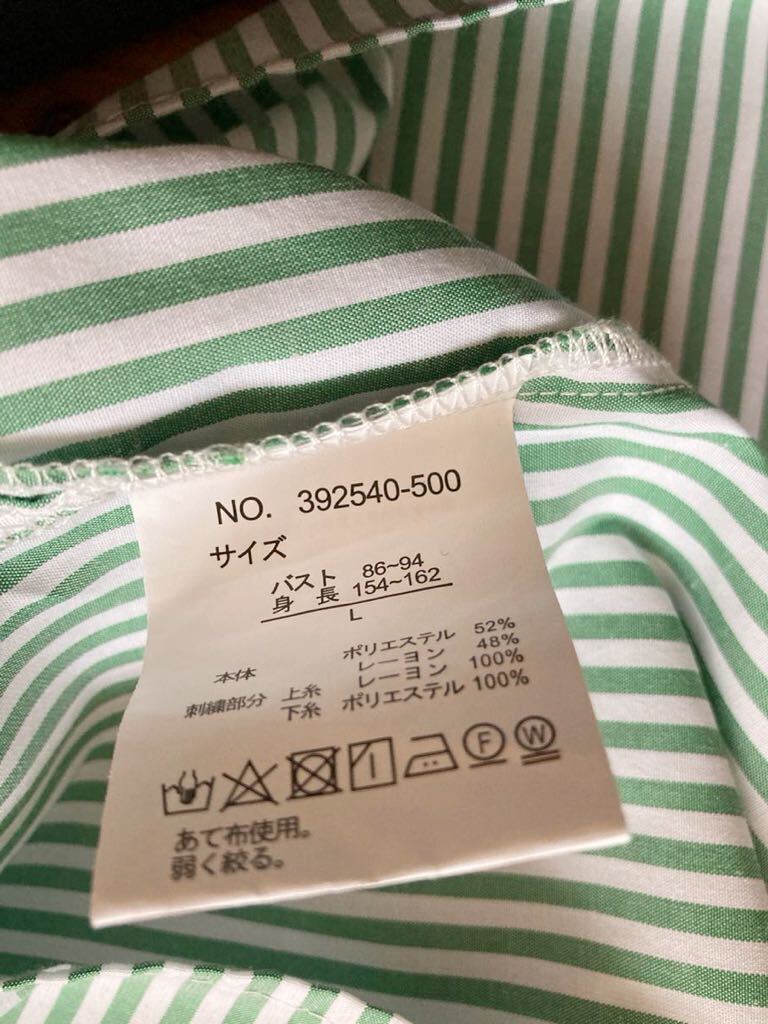 NO. 392540-500
サイズ
バスト 86~94
身長 154~162
L
本体 ポリエステル 52%
レーヨン 48%
刺繍部分 上糸 レーヨン 100%
下糸 ポリエステル 100%
F W
あて布使用。
弱く絞る。